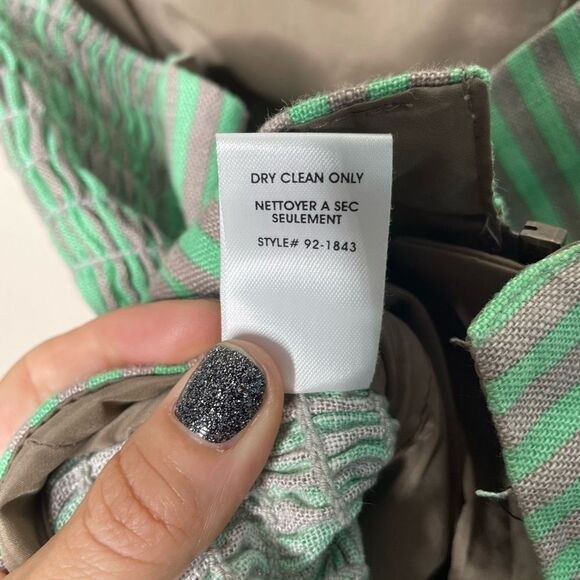 DRY CLEAN ONLY
NETTOYER A SEC
SEULEMENT
STYLE# 92-1843